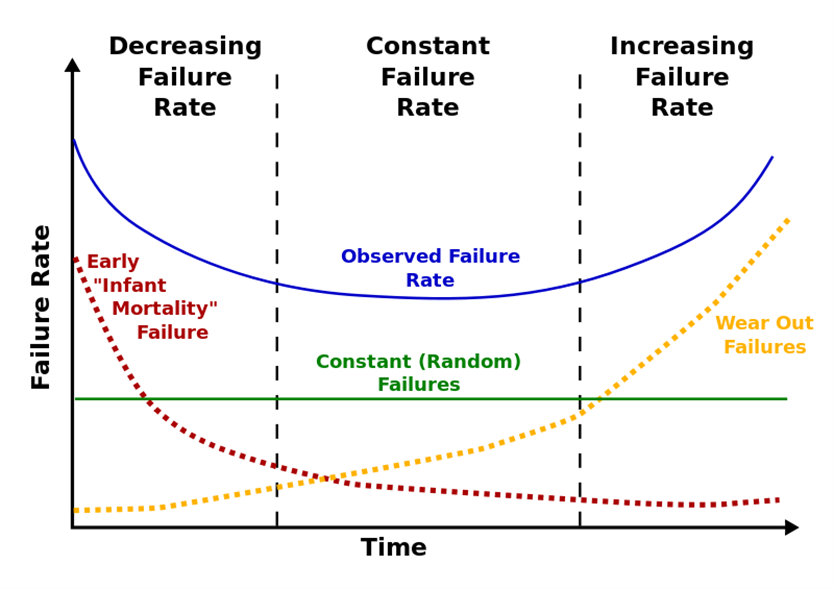 Decreasing
Failure
Rate
Constant
Failure
Rate
Increasing
Failure
Rate
Failure Rate
Observed Failure
Rate
Early
"Infant
Mortality"
Failure
Wear Out
Failures
Constant (Random)
Failures
Time